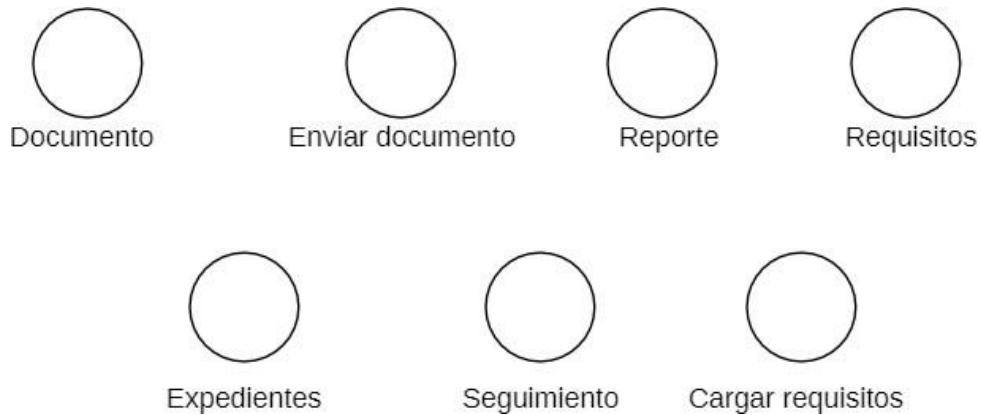 Documento
Enviar documento
Reporte
Requisitos
Expedientes
Seguimiento
Cargar requisitos